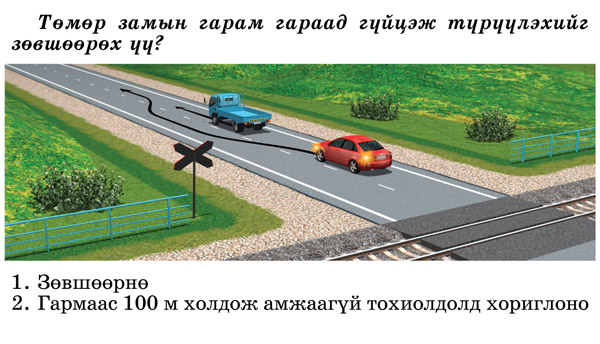 Төмөр замын гарам гараад гүйцэж түрүүлэхийг
зөвшөөрөх үү?
1. Зөвшөөрнө
2. Гармаас 100 м холдож амжаагүй тохиолдолд хориглоно